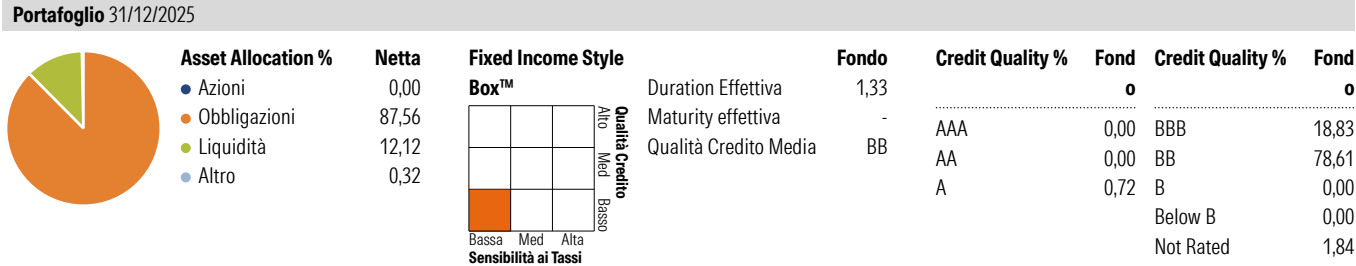 Portafoglio 31/12/2025
Asset Allocation % Netta
Azioni 0,00
Obbligazioni 87,56
Liquidità 12,12
Altro 0,32
Fixed Income Style
Box™
Alto Med Basso
Qualità Credito
Bassa Med Alta
Sensibilità ai Tassi
Fondo
Duration Effettiva 1,33
Maturity effettiva -
Qualità Credito Media BB
Credit Quality % Fond
o
AAA 0,00
AA 0,00
A 0,72
Credit Quality % Fond
o
BBB 18,83
BB 78,61
B 0,00
Below B 0,00
Not Rated 1,84